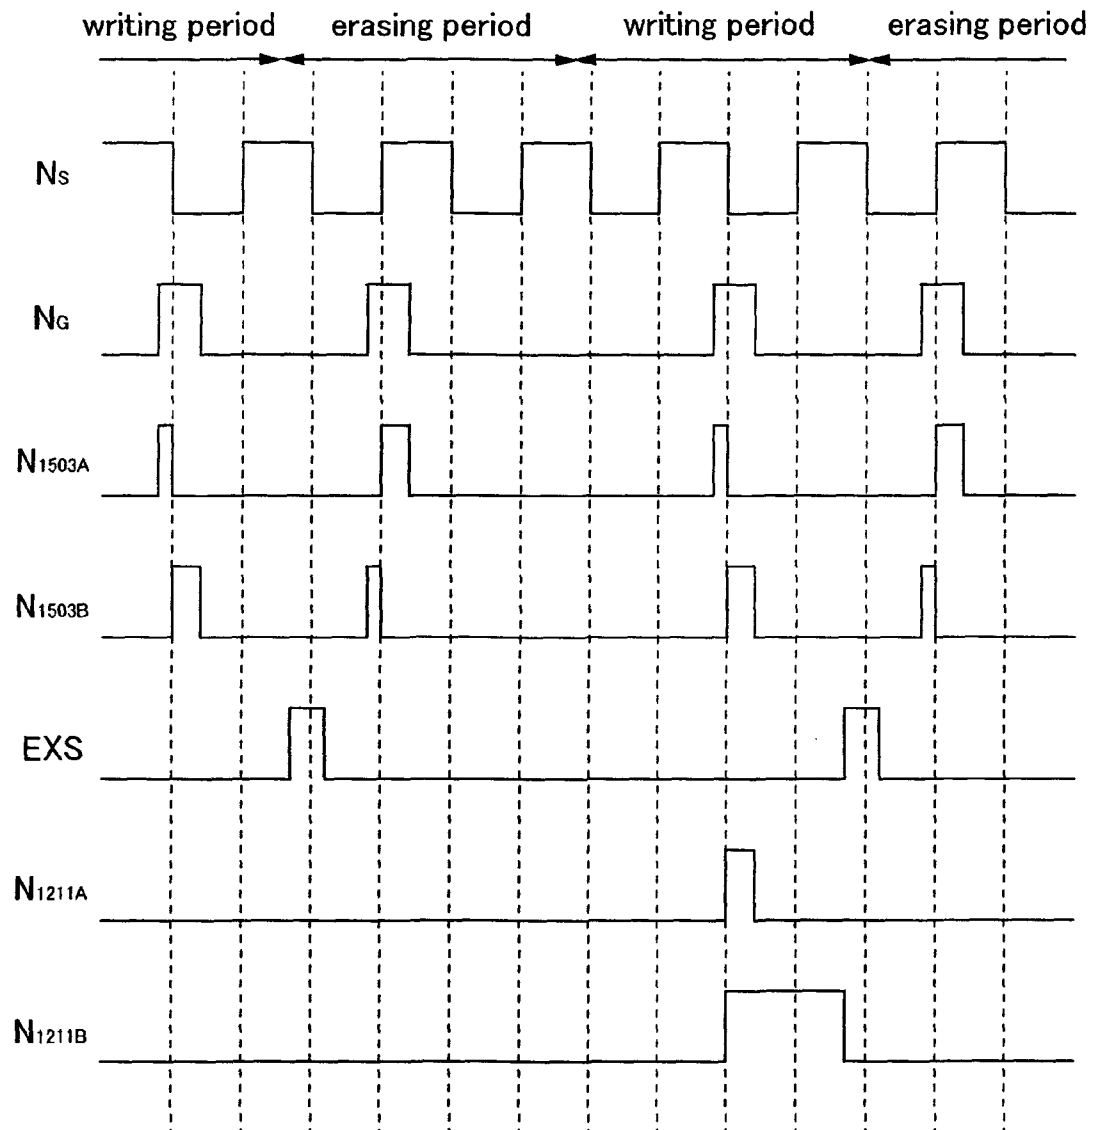 writing period erasing period writing period erasing period
Ns
NG
N1503A
N1503B
EXS
N1211A
N1211B